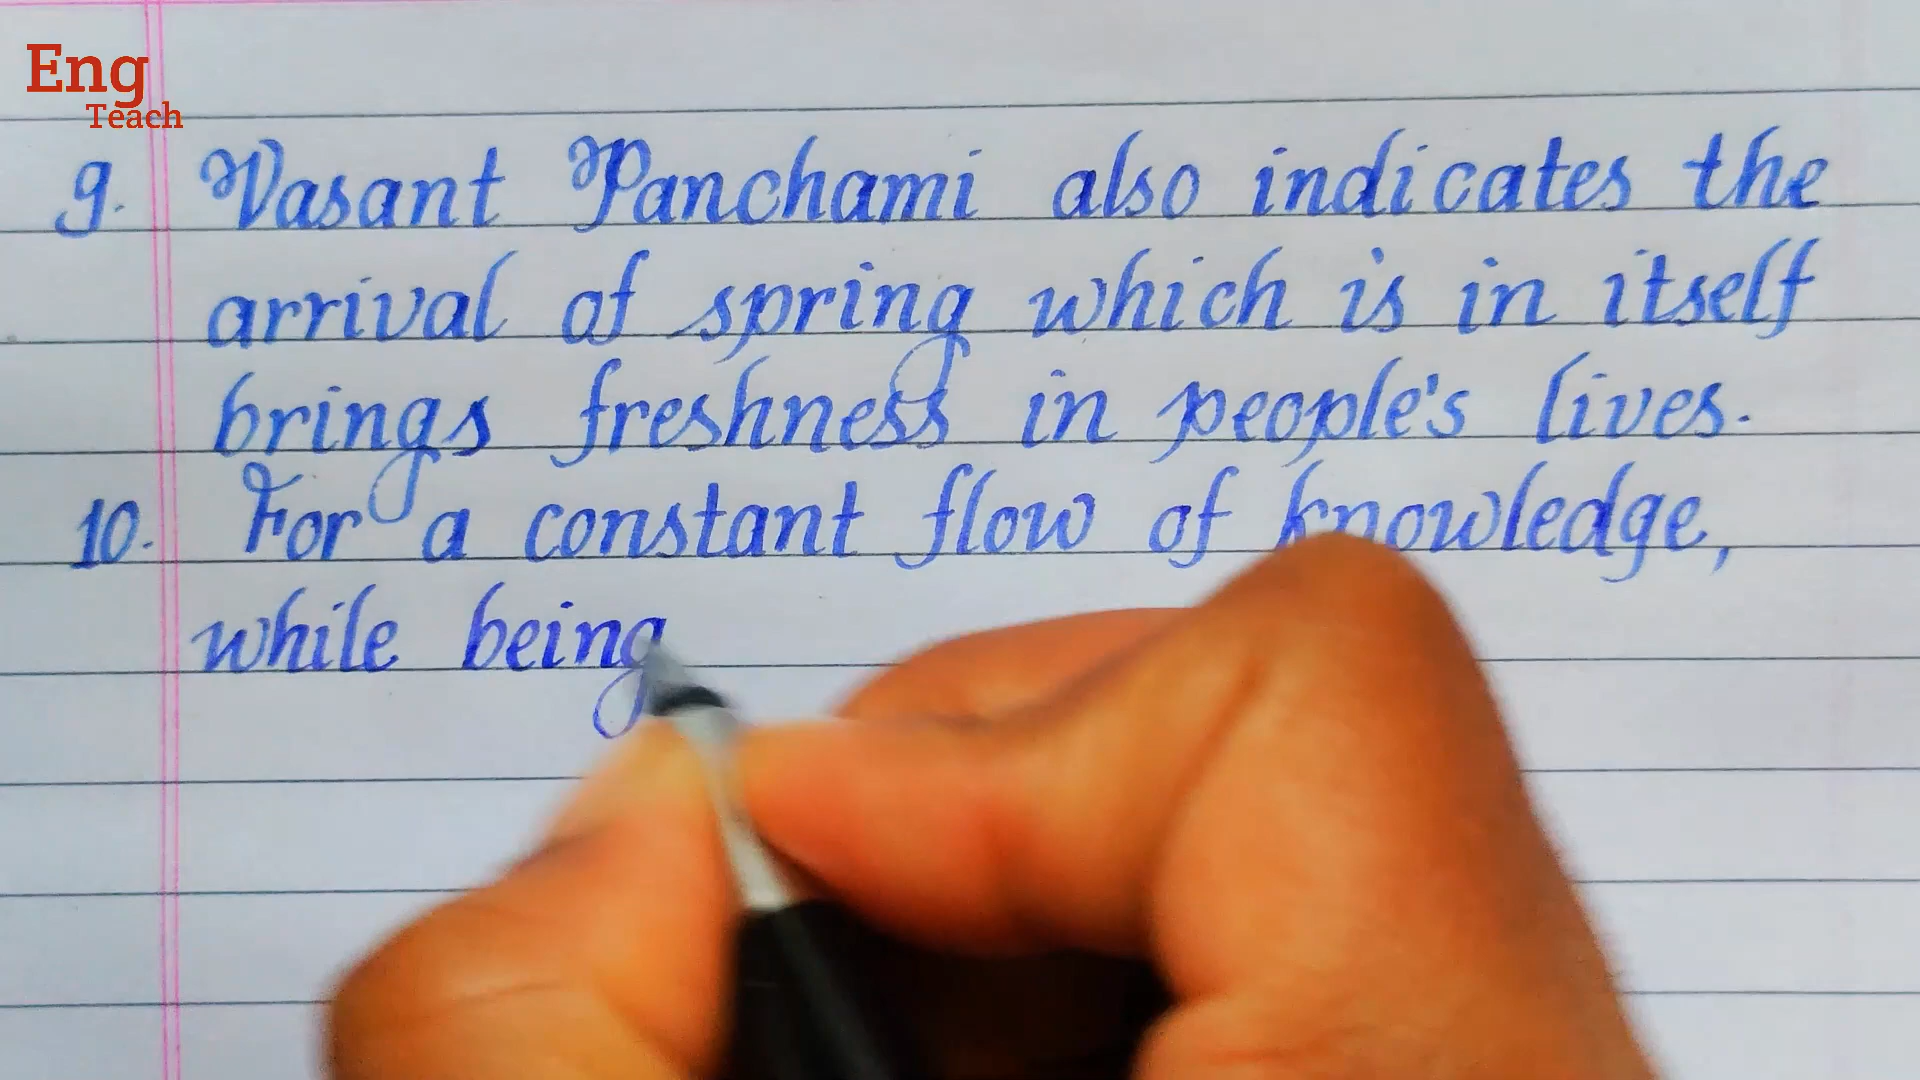 Eng
Teach
9. Vasant Panchami also indicates the
arrival of spring which is in itself
brings freshness in people's lives.
10. For a constant flow of knowledge,
while being